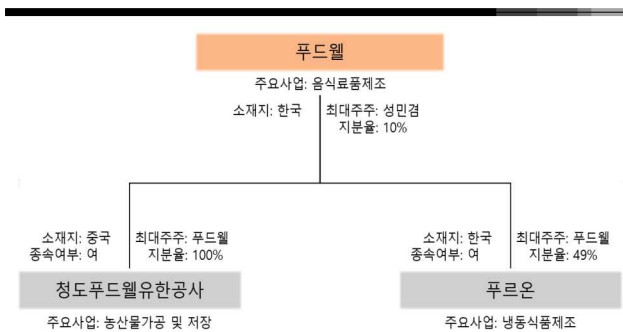 푸드웰
주요사업: 음식료품제조
소재지: 한국
최대주주: 성민겸
지분율: 10%
소재지: 중국
종속여부: 여
최대주주: 푸드웰
지분율: 100%
청도푸드웰유한공사
주요사업: 농산물가공 및 저장
소재지: 한국
종속여부: 여
최대주주: 푸드웰
지분율: 49%
푸르온
주요사업: 냉동식품제조